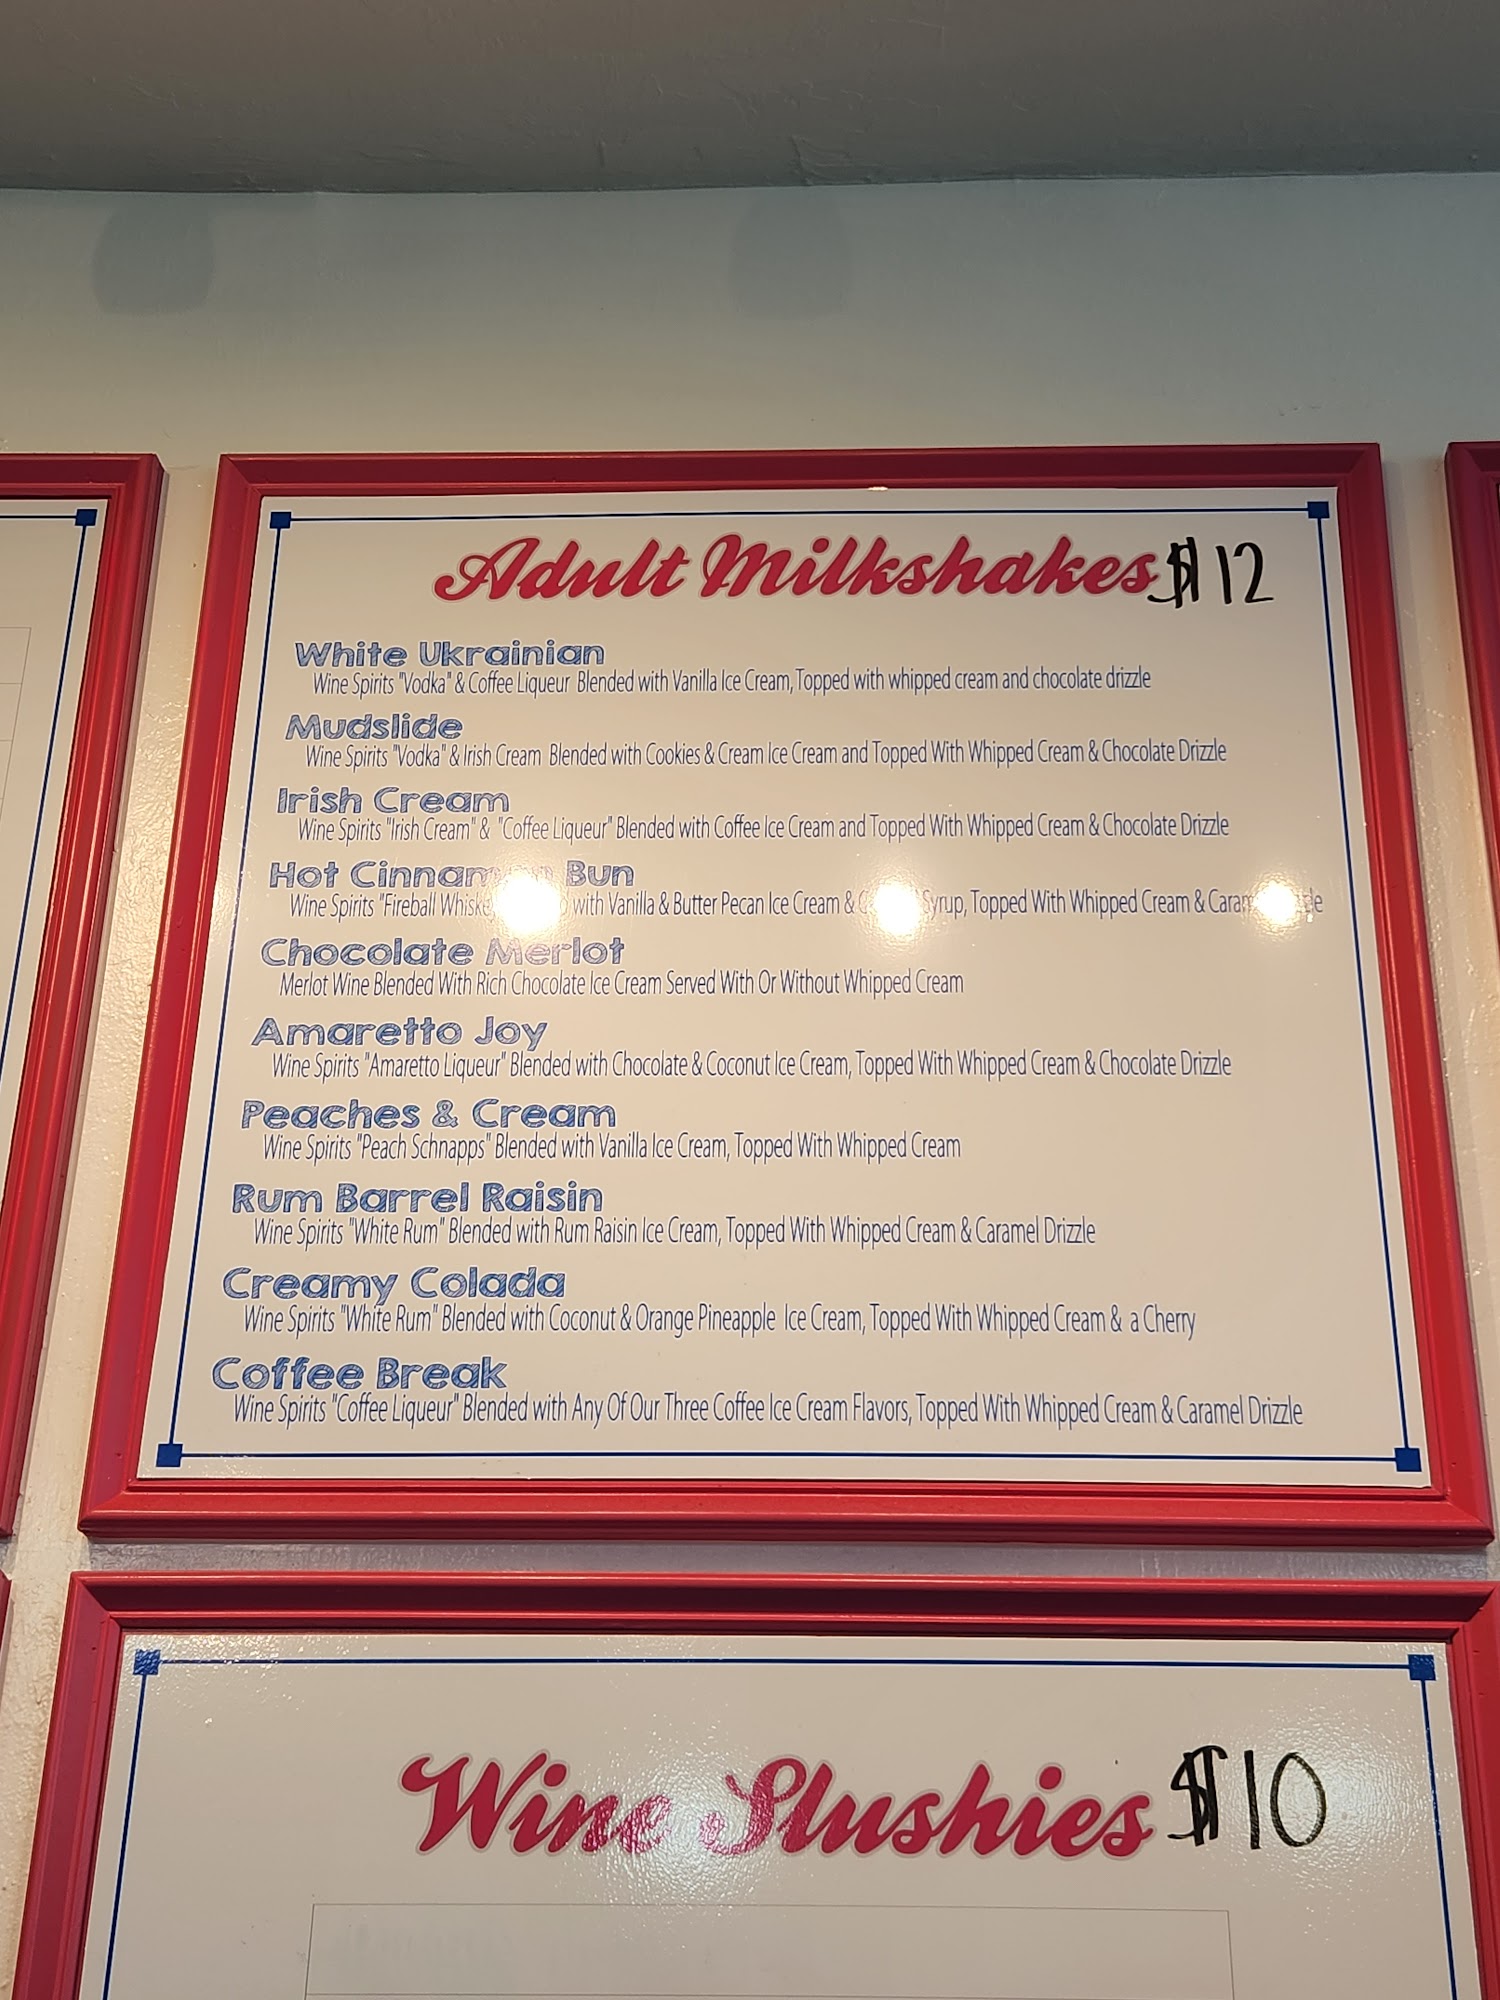 Adult Milkshakes $12
White Ukrainian
Wine Spirits "Vodka" & Coffee Liqueur Blended with Vanilla Ice Cream, Topped with whipped cream and chocolate drizzle
Mudslide
Wine Spirits "Vodka" & Irish Cream Blended with Cookies & Cream Ice Cream and Topped With Whipped Cream & Chocolate Drizzle
Irish Cream
Wine Spirits "Irish Cream" & "Coffee Liqueur" Blended with Coffee Ice Cream and Topped With Whipped Cream & Chocolate Drizzle
Hot Cinnamon Bun
Wine Spirits "Fireball Whiskey with Vanilla & Butter Pecan Ice Cream & Syrup, Topped With Whipped Cream &
Chocolate Merlot
Merlot Wine Blended With Rich Chocolate Ice Cream Served With Or Without Whipped Cream
Amaretto Joy
Wine Spirits "Amaretto Liqueur" Blended with Chocolate & Coconut Ice Cream, Topped With Whipped Cream & Chocolate Drizzle
Peaches & Cream
Wine Spirits "Peach Schnapps" Blended with Vanilla Ice Cream, Topped With Whipped Cream
Rum Barrel Raisin
Wine Spirits "White Rum" Blended with Rum Raisin Ice Cream, Topped With Whipped Cream & Caramel Drizzle
Creamy Colada
Wine Spirits "White Rum" Blended with Coconut & Orange Pineapple Ice Cream, Topped With Whipped Cream & a Cherry
Coffee Break
Wine Spirits "Coffee Liqueur" Blended with Any Of Our Three Coffee Ice Cream Flavors, Topped With Whipped Cream & Caramel Drizzle
Wine Slushies $10